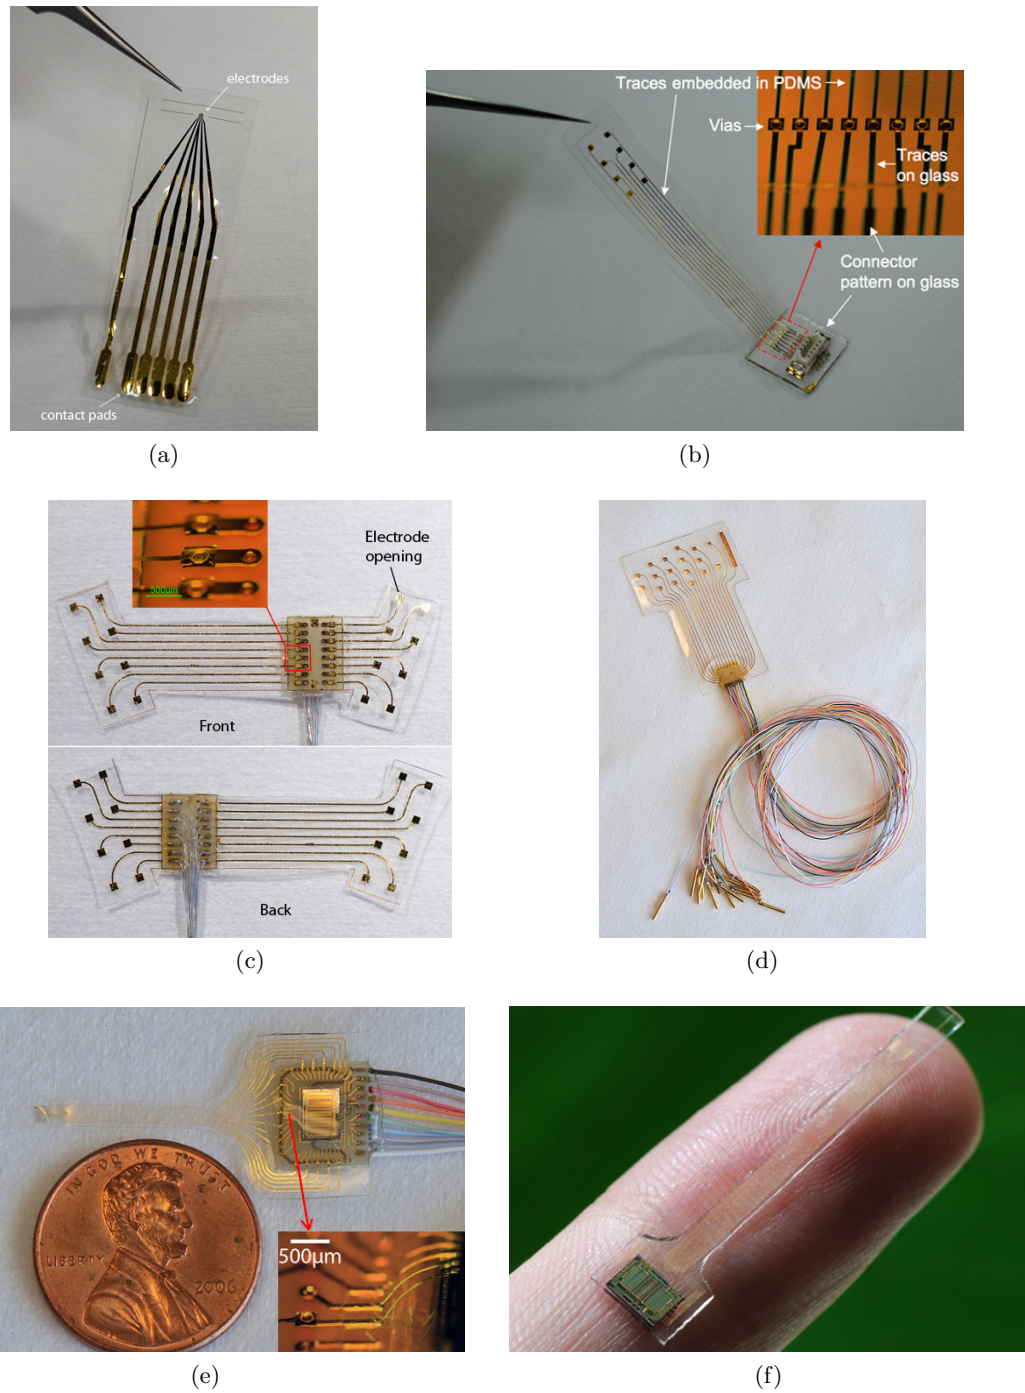 electrodes
contact pads
(a)
Traces embedded in PDMS
Vias
Traces
on glass
Connector
pattern on glass
(b)
Electrode
opening
500um
Front
Back
(c)
(d)
IN GOD WE TRUST
LIBERTY
2006
500µm
(e)
(f)